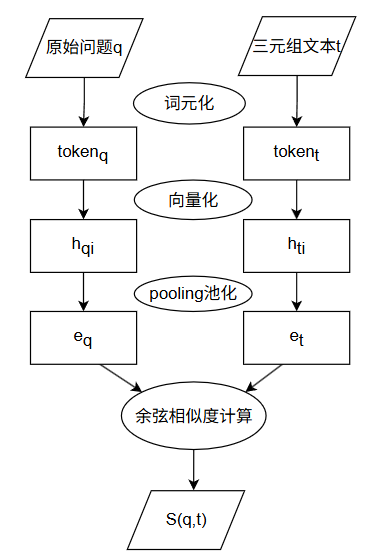 原始问题q
三元组文本t
词元化
tokenq
tokent
向量化
hqi
hti
pooling池化
eq
et
余弦相似度计算
S(q,t)